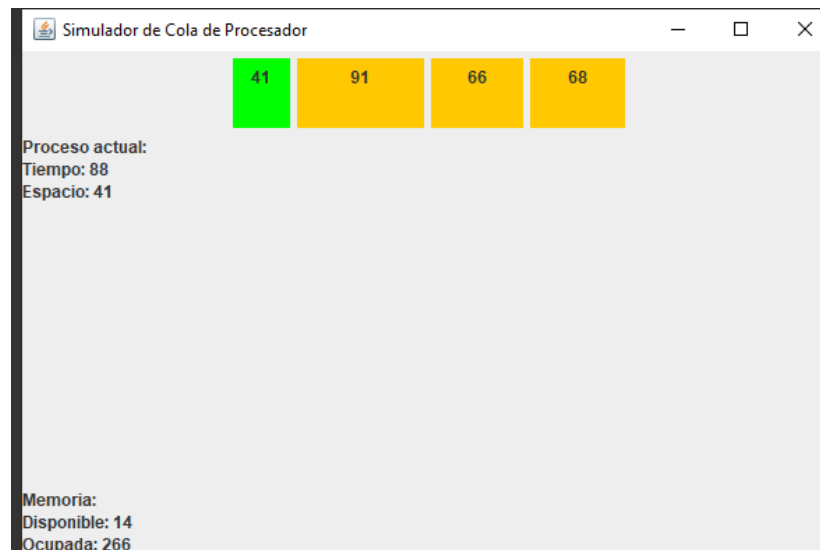 Simulador de Cola de Procesador
41 91 66 68
Proceso actual:
Tiempo: 88
Espacio: 41
Memoria:
Disponible: 14
Ocupada: 266